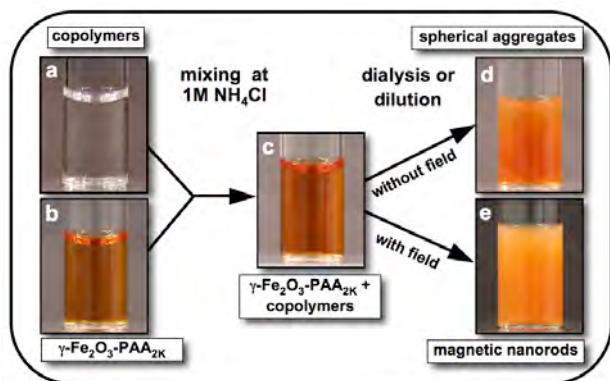 copolymers
a
mixing at
1M NH₄Cl
dialysis or
dilution
spherical aggregates
d
c
without field
b
with field
e
γ-Fe₂O₃-PAA₂K
γ-Fe₂O₃-PAA₂K +
copolymers
magnetic nanorods